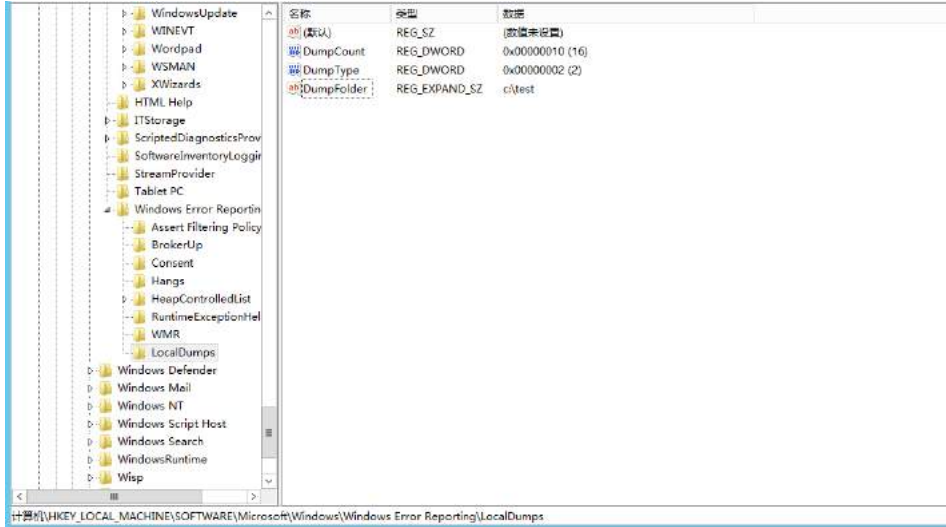 WindowsUpdate
WINEVT
Wordpad
WSMAN
XWizards
HTML Help
ITStorage
ScriptedDiagnosticsProv
SoftwareInventoryLoggin
StreamProvider
Tablet PC
Windows Error Reportin
Assert Filtering Policy
BrokerUp
Consent
Hangs
HeapControlledList
RuntimeExceptionHel
WMR
LocalDumps
Windows Defender
Windows Mail
Windows NT
Windows Script Host
Windows Search
WindowsRuntime
Wisp
名称 类型 数据
ab (默认) REG_SZ (数值未设置)
DumpCount REG_DWORD 0x00000010 (16)
DumpType REG_DWORD 0x00000002 (2)
ab DumpFolder REG_EXPAND_SZ c:\test
计算机\HKEY_LOCAL_MACHINE\SOFTWARE\Microsoft\Windows\Windows Error Reporting\LocalDumps